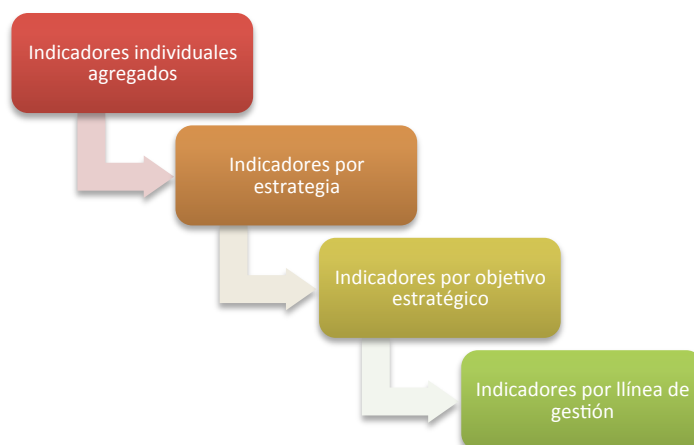 Indicadores individuales
agregados
Indicadores por
estrategia
Indicadores por objetivo
estratégico
Indicadores por llínea de
gestión